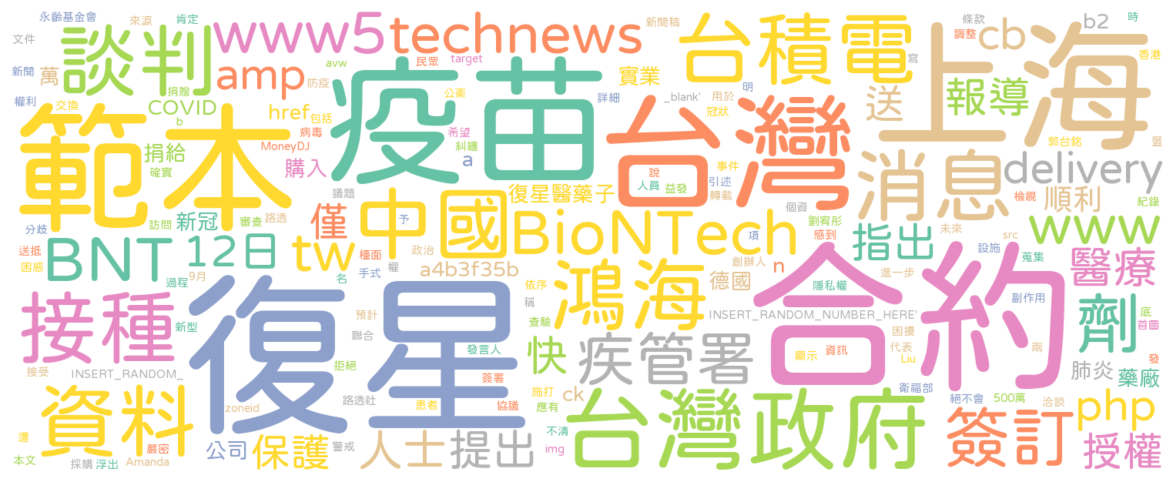 永齡基金會 來源 肯定 www5 technews 台積電 條款 b2 時
文件 談判 民眾 target 新聞稿 調整 cb 香港
新聞 萬 捐贈 amp 防疫 avw 實業 寫 上海
權利 交換 COVID href 包括 疫苗 公衛 詳細 _blank' 用於 明 送 報導
範本 b 病毒 希望 冠狀 台灣 郭台銘 暨
捐給 MoneyDJ 購入 糾纏 a 說 事件 消息 delivery
確實 議題 復星醫藥子 人員 益發 引述 轉載 檢視 順利 紀錄
分歧 訪問 新冠 審查 路透 僅 中國 個資 劉宥彤 未來 www
送抵 BNT 12日 tw 檯面 予 政治 BioNTech 項 感到 指出 設施 src
困惑 過程 9月 手式 權 a4b3f35b n 創辦人 進一步 蒐集 醫療
接種 名 依序 鴻海 德國 隱私權 合約 副作用 劑
新型 復星 預計 稱 INSERT_RANDOM_NUMBER_HERE' 底 首圖
聯合 查驗 困擾 兩
拒絕 發言人 快 疾管署 顯示 資訊 代表 Liu 發
接受 INSERT_RANDOM_ 路透社 簽署 衛福部 肺炎 藥廠
資料 zoneid 患者 協議 施打 ck 台灣政府 絕不會 500萬 洽談 php
遭 應有 簽訂
嚴密 公司 保護 警戒 人士 提出 不清 授權
本文 採購 浮出 Amanda img